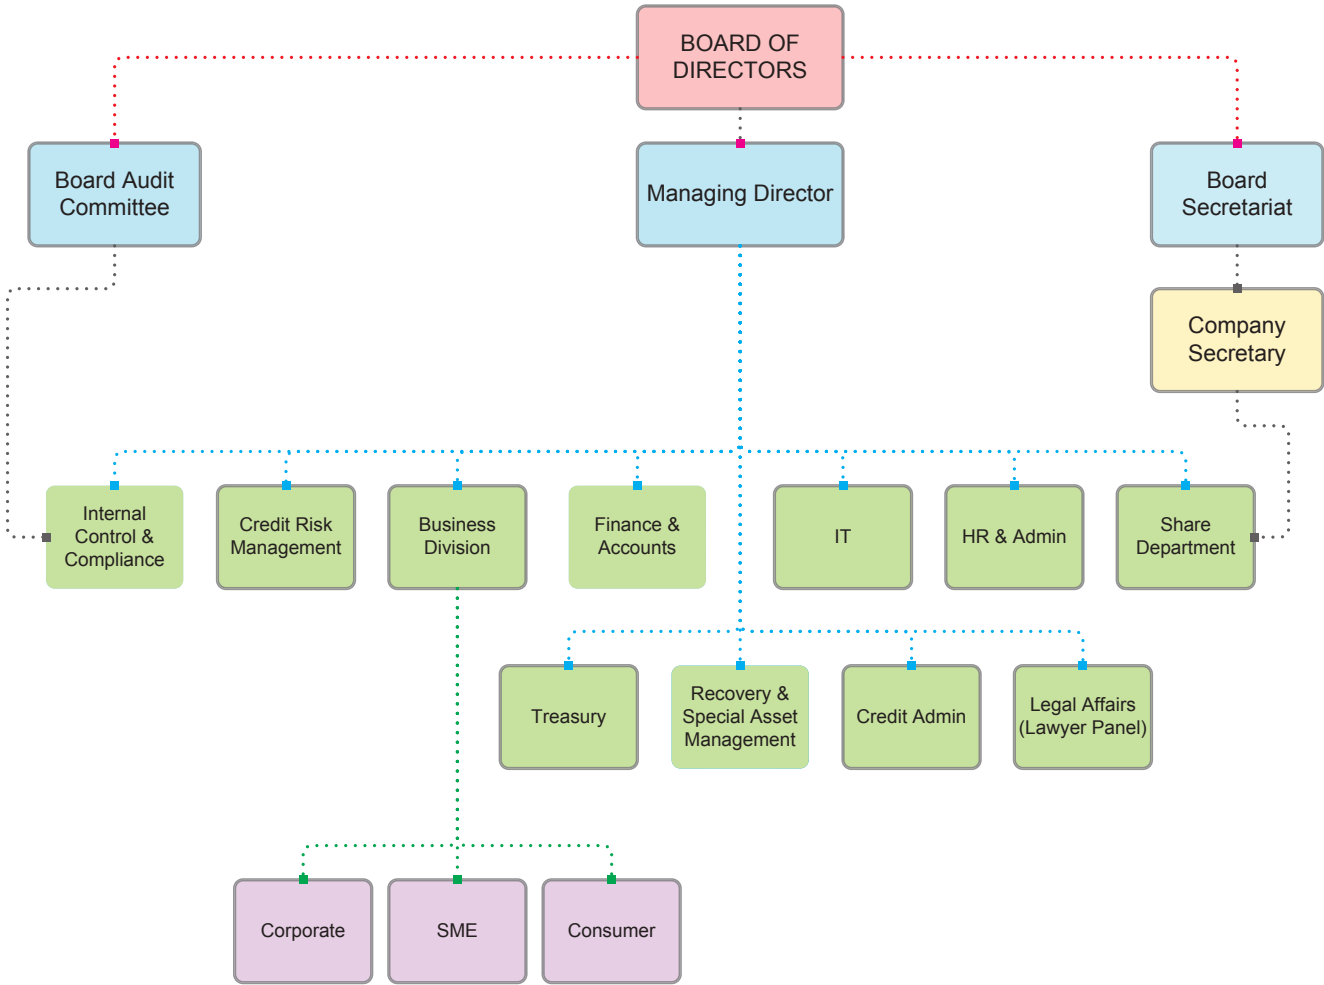 BOARD OF
DIRECTORS
Board Audit
Committee
Managing Director
Board
Secretariat
Company
Secretary
Internal
Control &
Compliance
Credit Risk
Management
Business
Division
Finance &
Accounts
IT
HR & Admin
Share
Department
Treasury
Recovery &
Special Asset
Management
Credit Admin
Legal Affairs
(Lawyer Panel)
Corporate
SME
Consumer